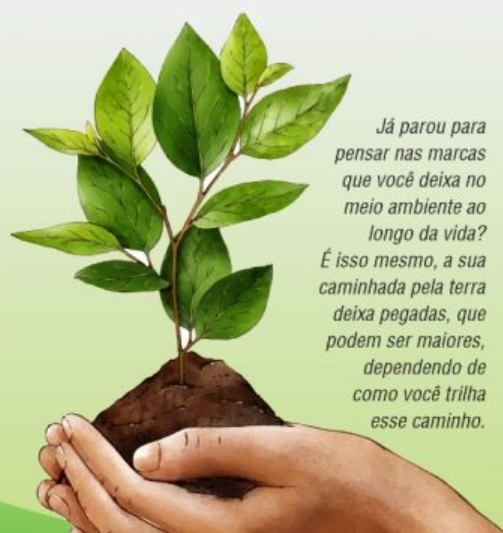 Já parou para
pensar nas marcas
que você deixa no
meio ambiente ao
longo da vida?
É isso mesmo, a sua
caminhada pela terra
deixa pegadas, que
podem ser maiores,
dependendo de
como você trilha
esse caminho.